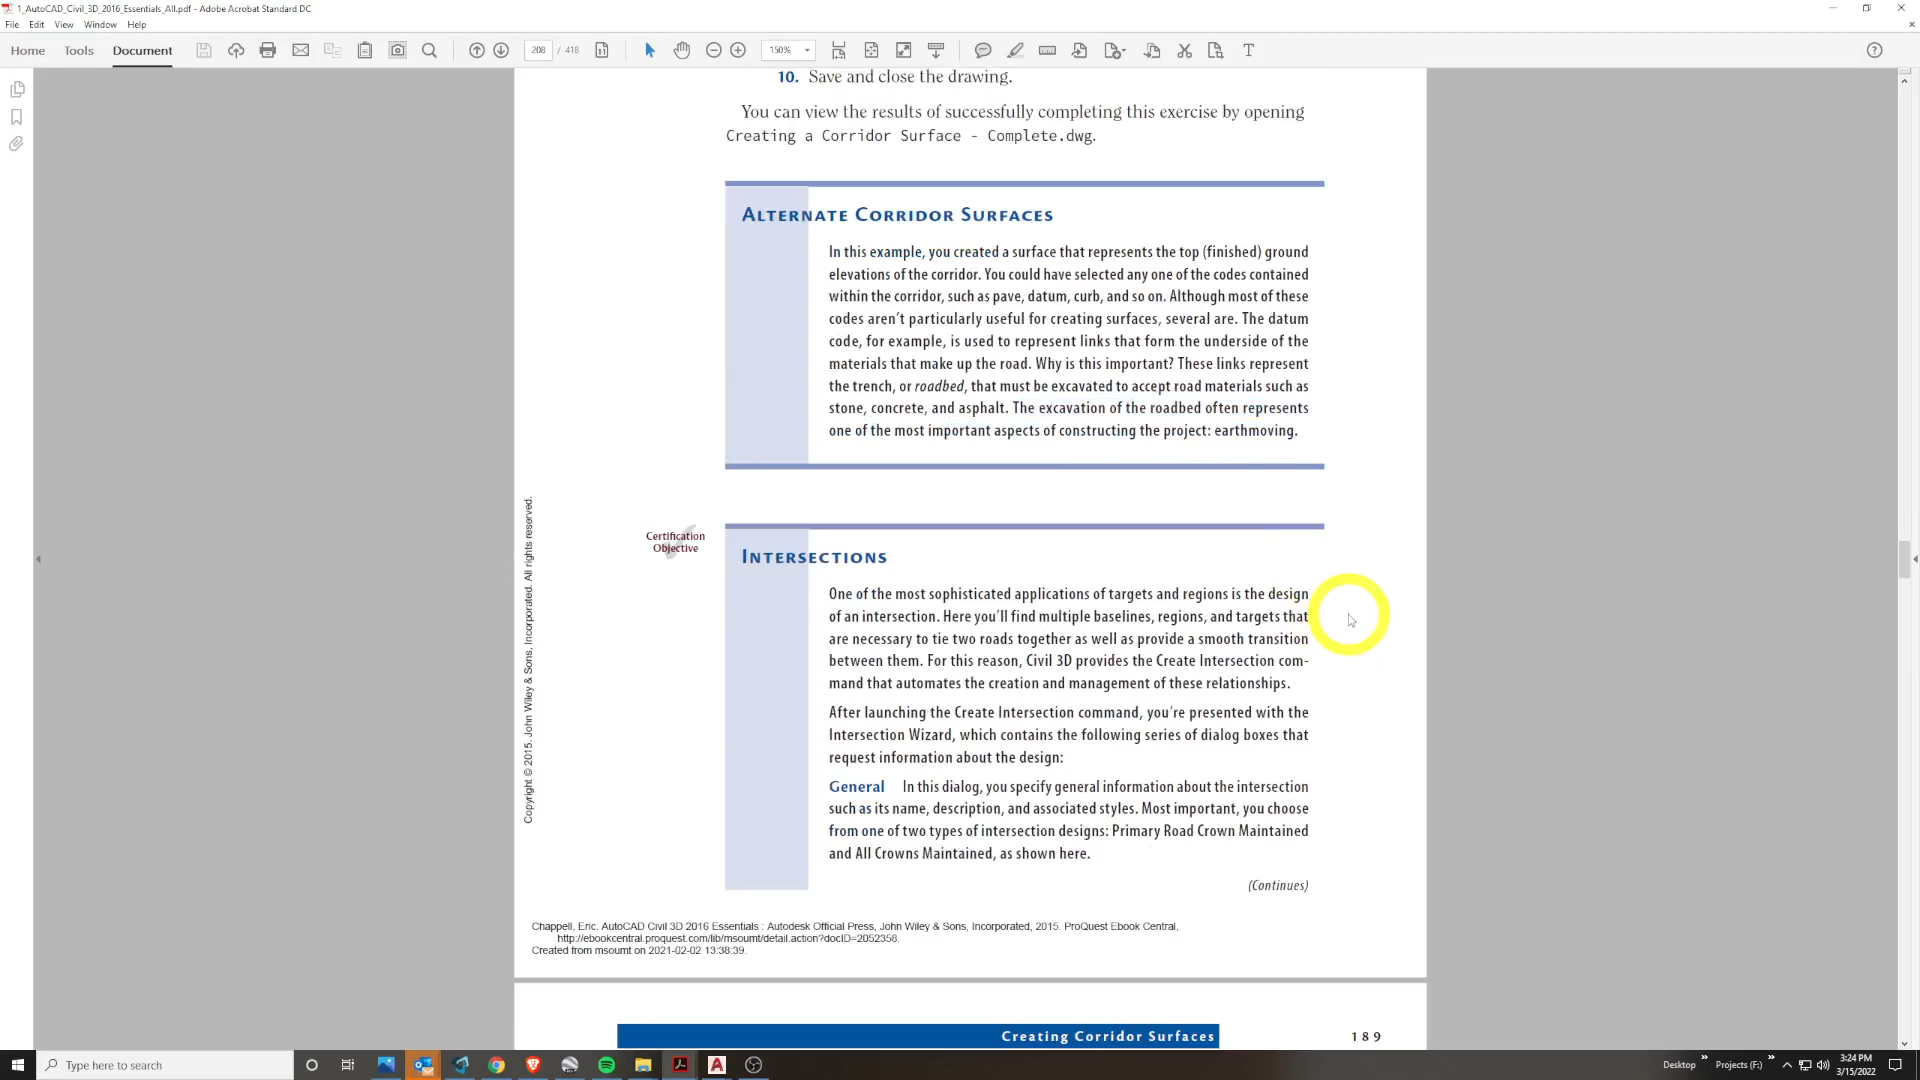 1_AutoCAD_Civil_3D_2016_Essentials_All.pdf - Adobe Acrobat Standard DC
File Edit View Window Help
Home Tools Document 208 / 418 150%
10. Save and close the drawing.
You can view the results of successfully completing this exercise by opening
Creating a Corridor Surface - Complete.dwg.
Alternate Corridor Surfaces
In this example, you created a surface that represents the top (finished) ground
elevations of the corridor. You could have selected any one of the codes contained
within the corridor, such as pave, datum, curb, and so on. Although most of these
codes aren't particularly useful for creating surfaces, several are. The datum
code, for example, is used to represent links that form the underside of the
materials that make up the road. Why is this important? These links represent
the trench, or roadbed, that must be excavated to accept road materials such as
stone, concrete, and asphalt. The excavation of the roadbed often represents
one of the most important aspects of constructing the project: earthmoving.
Certification
Objective
Intersections
One of the most sophisticated applications of targets and regions is the design
of an intersection. Here you'll find multiple baselines, regions, and targets that
are necessary to tie two roads together as well as provide a smooth transition
between them. For this reason, Civil 3D provides the Create Intersection com-
mand that automates the creation and management of these relationships.
After launching the Create Intersection command, you're presented with the
Intersection Wizard, which contains the following series of dialog boxes that
request information about the design:
General In this dialog, you specify general information about the intersection
such as its name, description, and associated styles. Most important, you choose
from one of two types of intersection designs: Primary Road Crown Maintained
and All Crowns Maintained, as shown here.
(Continues)
Copyright © 2015. John Wiley & Sons, Incorporated. All rights reserved.
Chappell, Eric. AutoCAD Civil 3D 2016 Essentials : Autodesk Official Press, John Wiley & Sons, Incorporated, 2015. ProQuest Ebook Central,
http://ebookcentral.proquest.com/lib/msoumt/detail.action?docID=2052358.
Created from msoumt on 2021-02-02 13:38:39.
Creating Corridor Surfaces 189
Type here to search
Desktop Projects (F:)
3:24 PM
3/15/2022